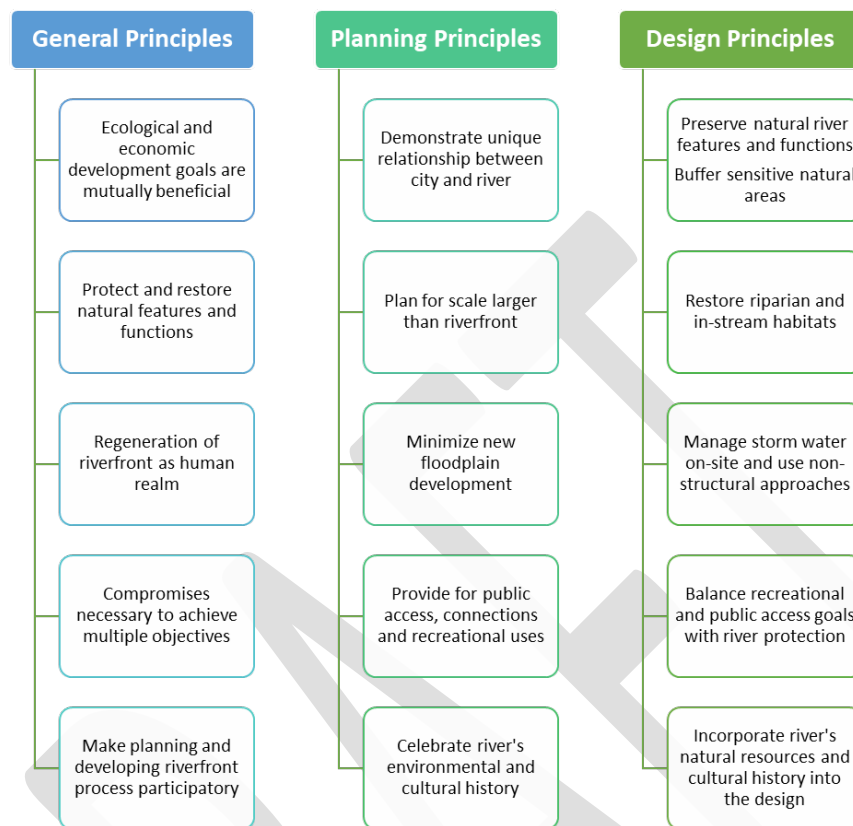 General Principles
Ecological and
economic
development goals are
mutually beneficial
Protect and restore
natural features and
functions
Regeneration of
riverfront as human
realm
Compromises
necessary to achieve
multiple objectives
Make planning and
developing riverfront
process participatory
Planning Principles
Demonstrate unique
relationship between
city and river
Plan for scale larger
than riverfront
Minimize new
floodplain
development
Provide for public
access, connections
and recreational uses
Celebrate river's
environmental and
cultural history
Design Principles
Preserve natural river
features and functions
Buffer sensitive natural
areas
Restore riparian and
in-stream habitats
Manage storm water
on-site and use non-
structural approaches
Balance recreational
and public access goals
with river protection
Incorporate river's
natural resources and
cultural history into
the design